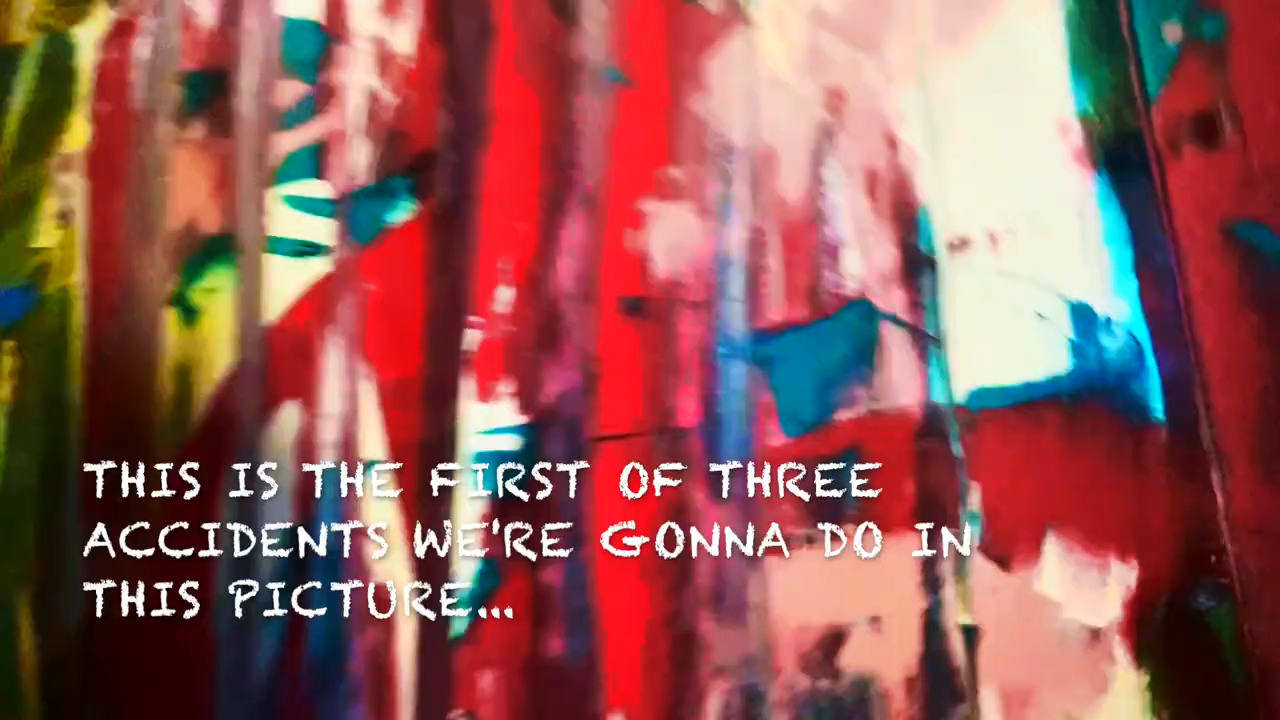 THIS IS THE FIRST OF THREE
ACCIDENTS WE'RE GONNA DO IN
THIS PICTURE...